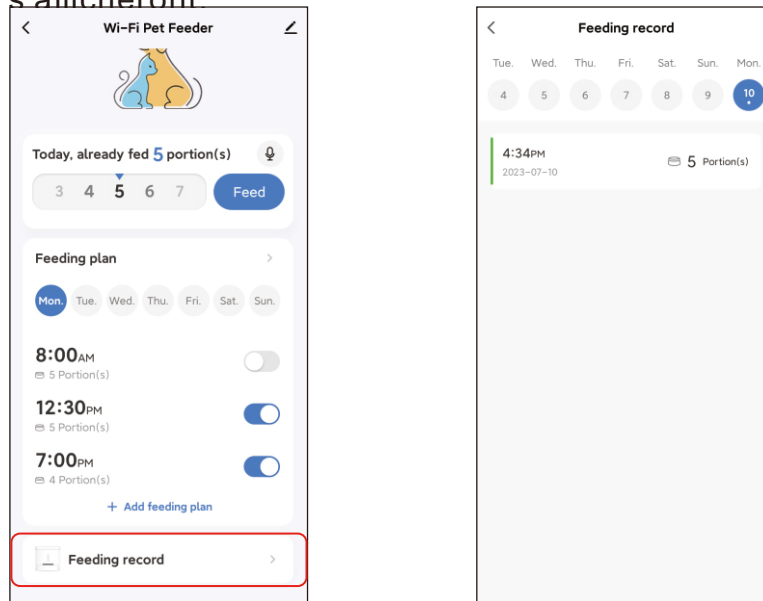 s'afficheront.
Wi-Fi Pet Feeder
Today, already fed 5 portion(s)
3 4 5 6 7 Feed
Feeding plan
Mon. Tue. Wed. Thu. Fri. Sat. Sun.
8:00AM
5 Portion(s)
12:30PM
5 Portion(s)
7:00PM
4 Portion(s)
+ Add feeding plan
Feeding record
Feeding record
Tue. Wed. Thu. Fri. Sat. Sun. Mon.
4 5 6 7 8 9 10
4:34PM
5 Portion(s)
2023-07-10